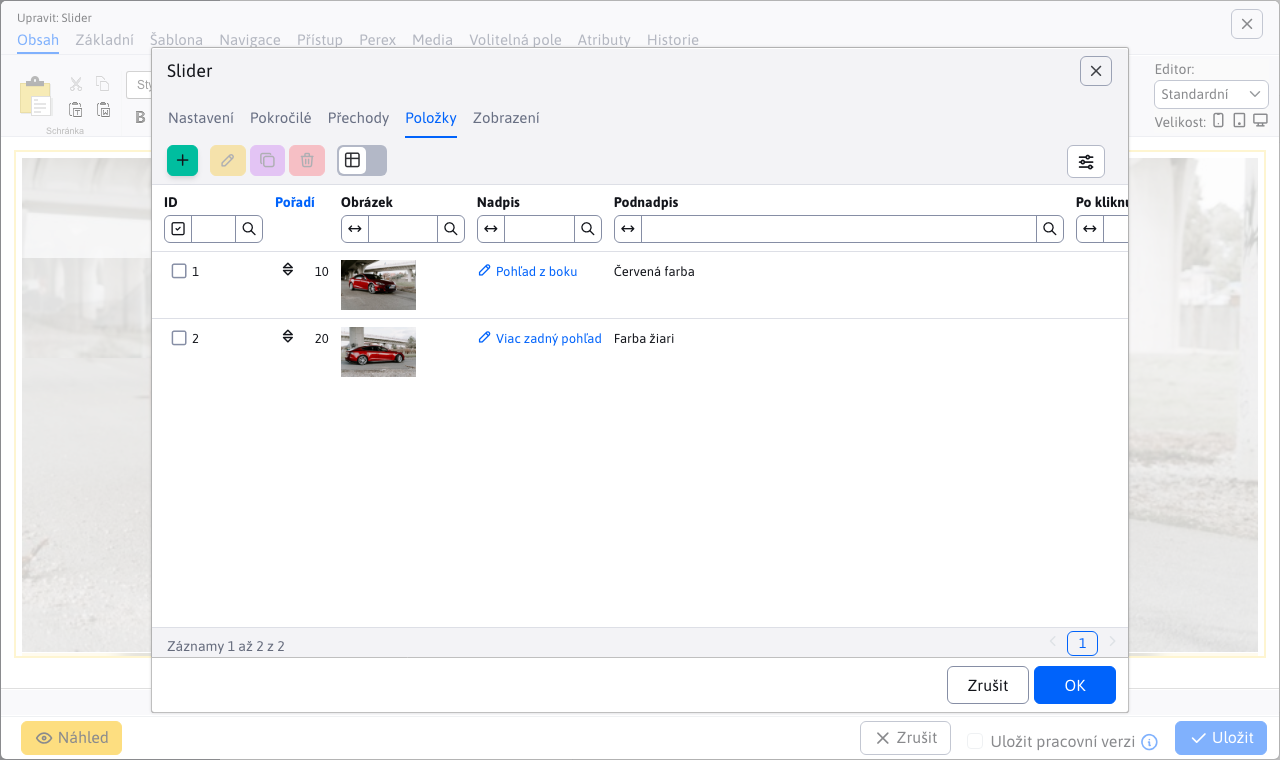 Upravit: Slider
Obsah Základní Šablona Navigace Přístup Perex Media Volitelná pole Atributy Historie
Slider
Editor:
Standardní
Velikost:
Schránka
B
Nastavení Pokročilé Přechody Položky Zobrazení
ID Pořadí Obrázek Nadpis Podnadpis Po kliknu
1 10 Pohľad z boku Červená farba
2 20 Viac zadný pohľad Farba žiari
Záznamy 1 až 2 z 2
1
Zrušit OK
Náhled Zrušit Uložit pracovní verzi Uložit